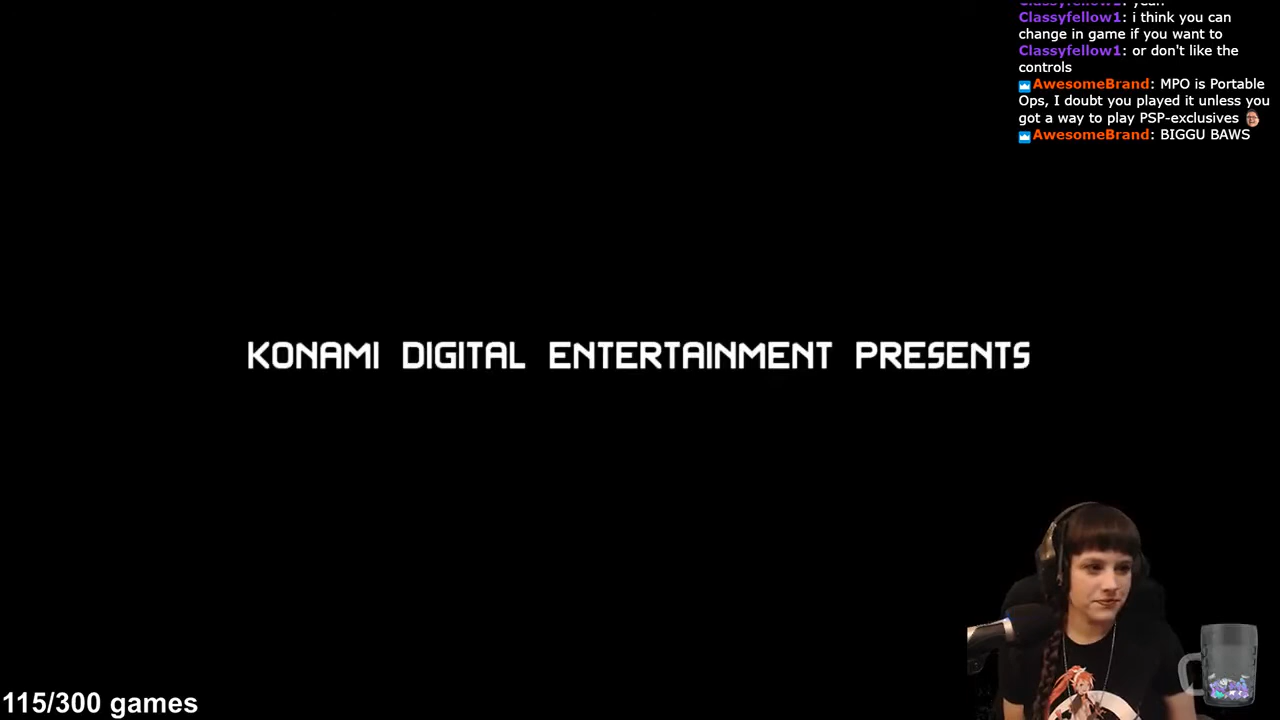 Classyfellow1: yeah
Classyfellow1: i think you can
change in game if you want to
Classyfellow1: or don't like the
controls
AwesomeBrand: MPO is Portable
Ops, I doubt you played it unless you
got a way to play PSP-exclusives
AwesomeBrand: BIGGU BAWS
KONAMI DIGITAL ENTERTAINMENT PRESENTS
115/300 games